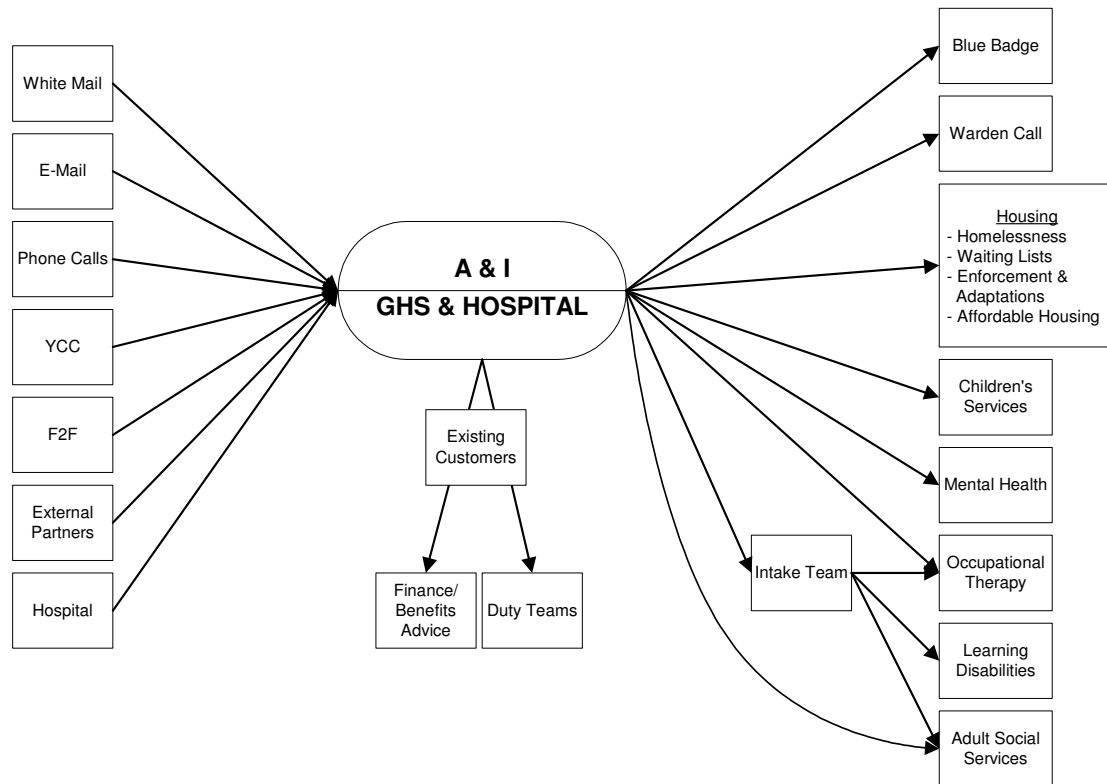 White Mail
E-Mail
Phone Calls
YCC
F2F
External
Partners
Hospital
A & I
GHS & HOSPITAL
Existing
Customers
Finance/
Benefits
Advice
Duty Teams
Intake Team
Blue Badge
Warden Call
Housing
- Homelessness
- Waiting Lists
- Enforcement &
Adaptations
- Affordable Housing
Children's
Services
Mental Health
Occupational
Therapy
Learning
Disabilities
Adult Social
Services